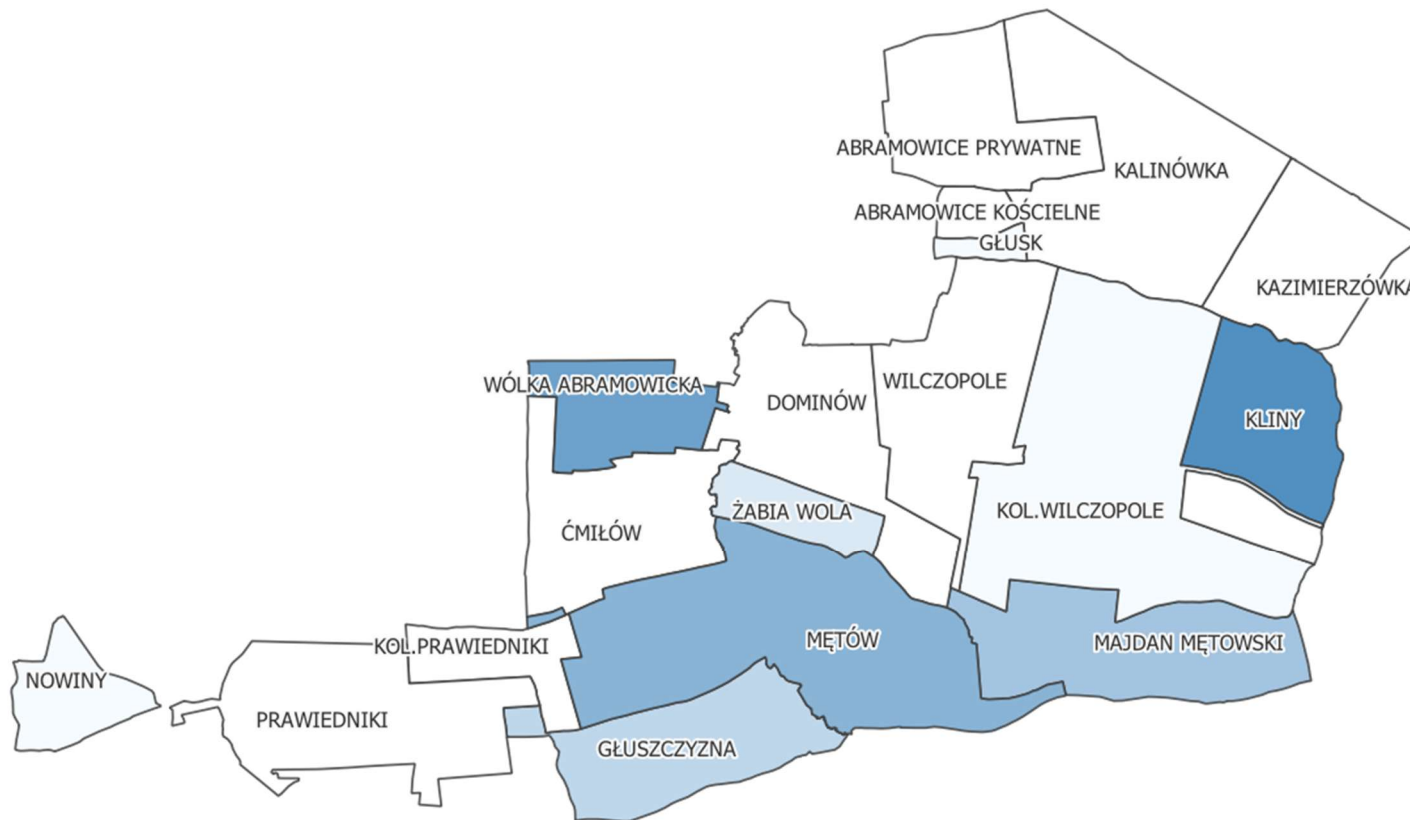 ABRAMOWICE PRYWATNE
KALINÓWKA
ABRAMOWICE KOŚCIELNE
GŁUSK
KAZIMIERZÓWKA
WÓLKA ABRAMOWICKA
WILCZOPOLE
DOMINÓW
KLINY
ŻABIA WOLA
KOL.WILCZOPOLE
ĆMIŁÓW
MĘTÓW
MAJDAN MĘTOWSKI
KOL.PRAWIEDNIKI
NOWINY
PRAWIEDNIKI
GŁUSZCZYZNA